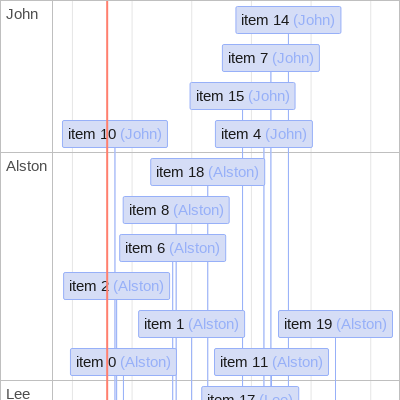 John
item 14 (John)
item 7 (John)
item 15 (John)
item 10 (John)
item 4 (John)
Alston
item 18 (Alston)
item 8 (Alston)
item 6 (Alston)
item 2 (Alston)
item 1 (Alston)
item 19 (Alston)
item 0 (Alston)
item 11 (Alston)
Lee
item 17 (Lee)